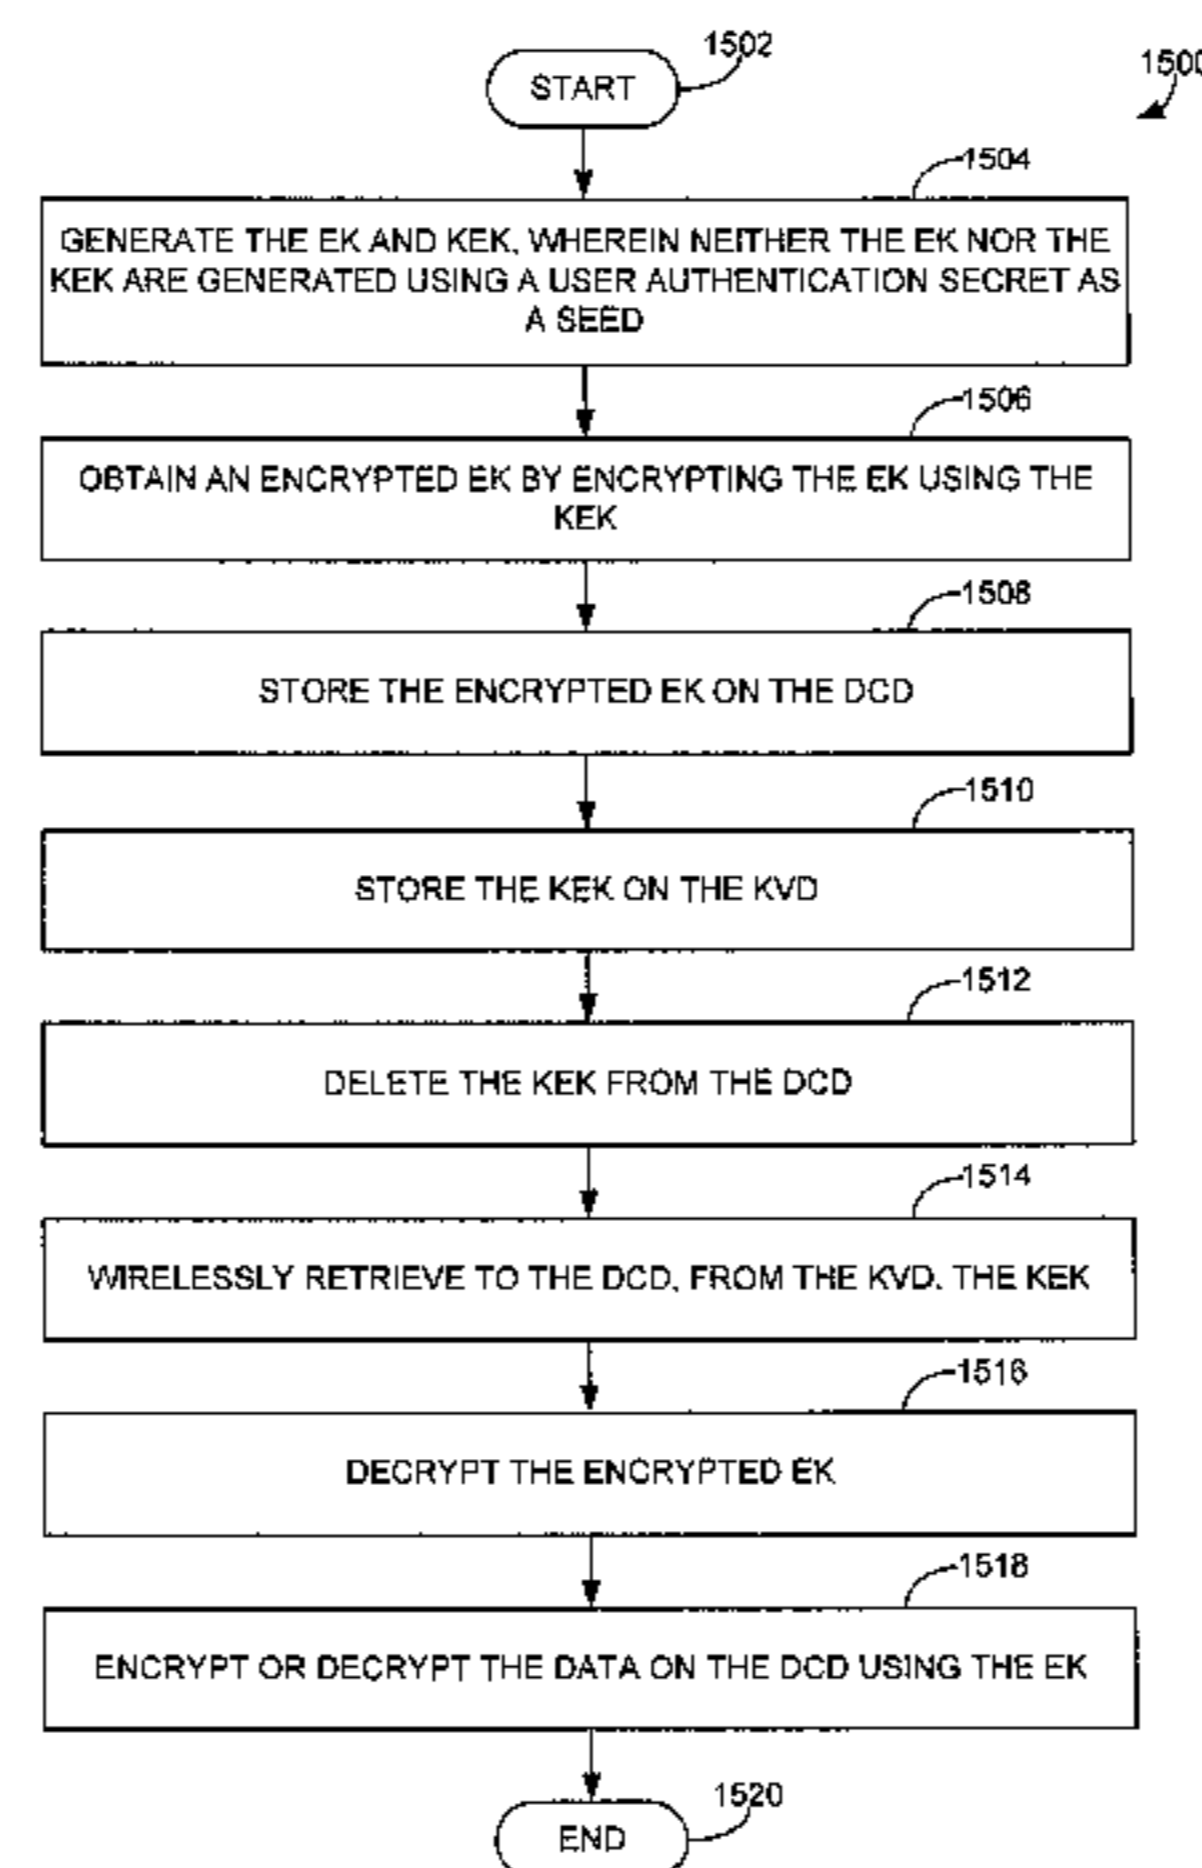 1502
START
1500
1504
GENERATE THE EK AND KEK, WHEREIN NEITHER THE EK NOR THE
KEK ARE GENERATED USING A USER AUTHENTICATION SECRET AS
A SEED
1506
OBTAIN AN ENCRYPTED EK BY ENCRYPTING THE EK USING THE
KEK
1508
STORE THE ENCRYPTED EK ON THE DCD
1510
STORE THE KEK ON THE KVD
1512
DELETE THE KEK FROM THE DCD
1514
WIRELESSLY RETRIEVE TO THE DCD, FROM THE KVD, THE KEK
1516
DECRYPT THE ENCRYPTED EK
1518
ENCRYPT OR DECRYPT THE DATA ON THE DCD USING THE EK
1520
END